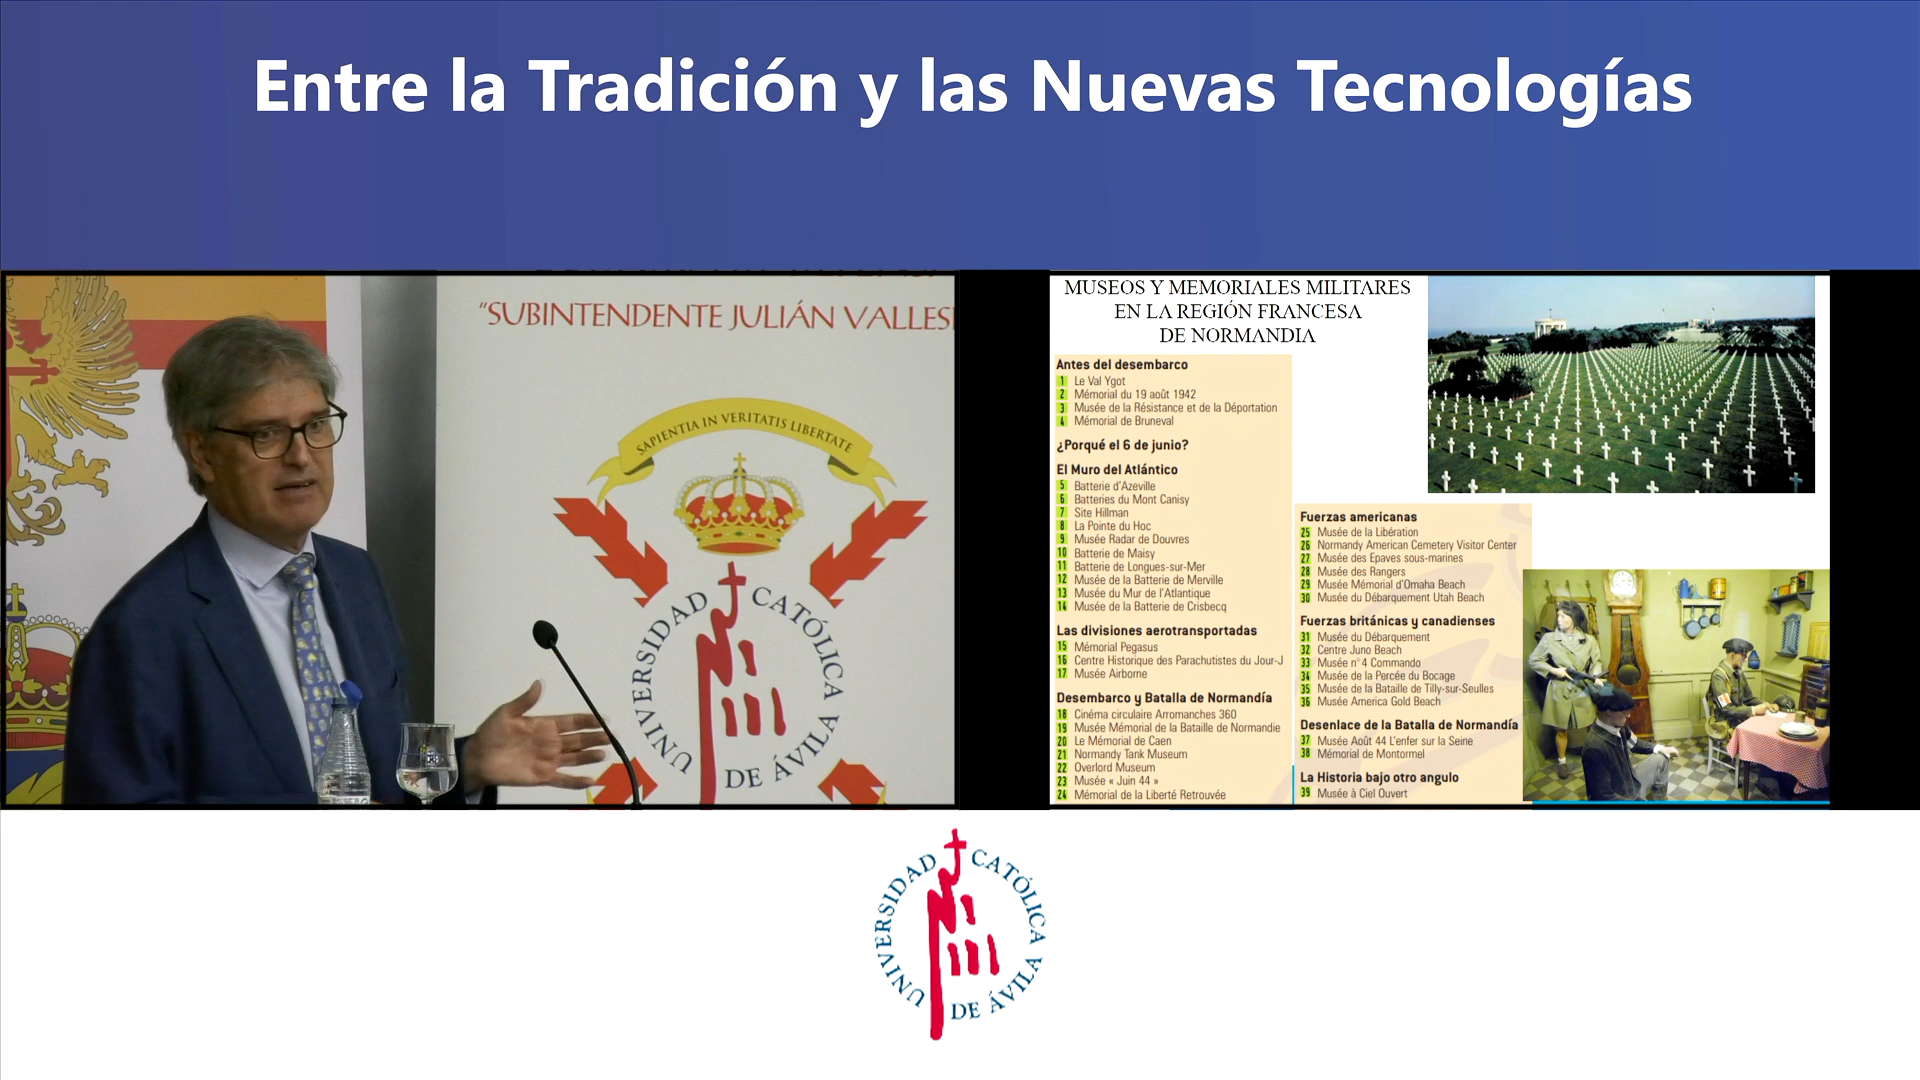 Entre la Tradición y las Nuevas Tecnologías
"SUBINTENDENTE JULIÁN
SAPIENTIA IN VERITATIS LIBERTATE
UNIVERSIDAD CATÓLICA DE ÁVILA
MUSEOS Y MEMORIALES MILITARES
EN LA REGIÓN FRANCESA
DE NORMANDIA
Antes del desembarco
1 Le Val Ygot
2 Mémorial du 19 août 1942
3 Musée de la Résistance et de la Déportation
4 Mémorial de Bruneval
¿Porqué el 6 de junio?
El Muro del Atlántico
5 Batterie d'Azeville
6 Batteries du Mont Canisy
7 Site Hillman
8 La Pointe du Hoc
9 Musée Radar de Douvres
10 Batterie de Maisy
11 Batterie de Longues-sur-Mer
12 Musée de la Batterie de Merville
13 Musée du Mur de l'Atlantique
14 Musée de la Batterie de Crisbecq
Las divisiones aerotransportadas
15 Mémorial Pegasus
16 Centre Historique des Parachutistes du Jour-J
17 Musée Airborne
Desembarco y Batalla de Normandía
18 Cinéma circulaire Arromanches 360
19 Musée Mémorial de la Bataille de Normandie
20 Le Mémorial de Caen
21 Normandy Tank Museum
22 Overlord Museum
23 Musée « Juin 44 »
24 Mémorial de la Liberté Retrouvée
Fuerzas americanas
25 Musée de la Libération
26 Normandy American Cemetery Visitor Center
27 Musée des Epaves sous-marines
28 Musée des Rangers
29 Musée Mémorial d'Omaha Beach
30 Musée du Débarquement Utah Beach
Fuerzas británicas y canadienses
31 Musée du Débarquement
32 Centre Juno Beach
33 Musée n°4 Commando
34 Musée de la Percée du Bocage
35 Musée de la Bataille de Tilly-sur-Seulles
36 Musée America Gold Beach
Desenlace de la Batalla de Normandía
37 Musée Août 44 L'enfer sur la Seine
38 Mémorial de Montormel
La Historia bajo otro angulo
39 Musée à Ciel Ouvert
UNIVERSIDAD CATÓLICA DE ÁVILA